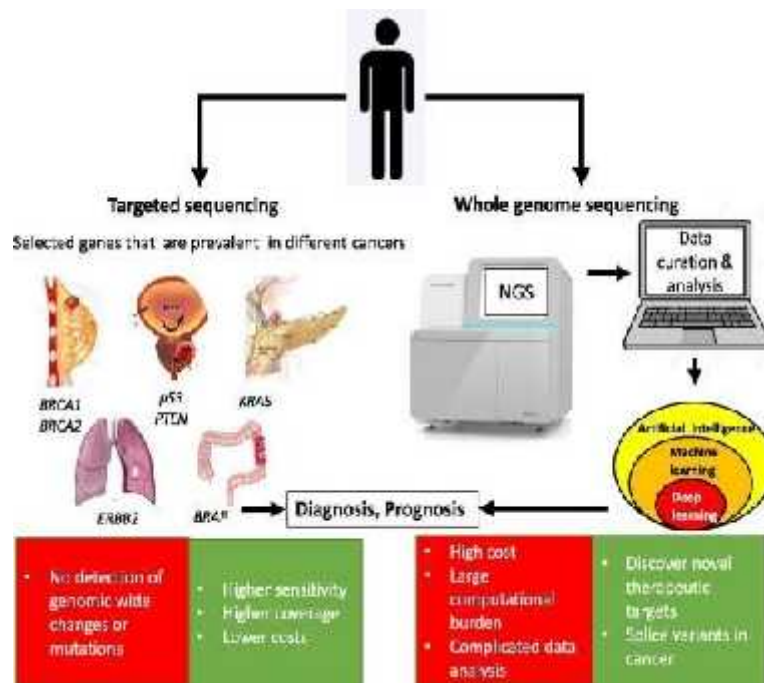 Targeted sequencing
Selected genes that are prevalent in different cancers
BRCA1
BRCA2
p53
PTEN
KRAS
ERBB2
BRAF
Whole genome sequencing
NGS
Data
curation &
analysis
Artificial Intelligence
Machine
learning
Deep
learning
Diagnosis, Prognosis
• No detection of
genomic wide
changes or
mutations
• Higher sensitivity
• Higher coverage
• Lower costs
• High cost
• Large
computational
burden
• Complicated data
analysis
• Discover novel
therapeutic
targets
• Splice variants in
cancer